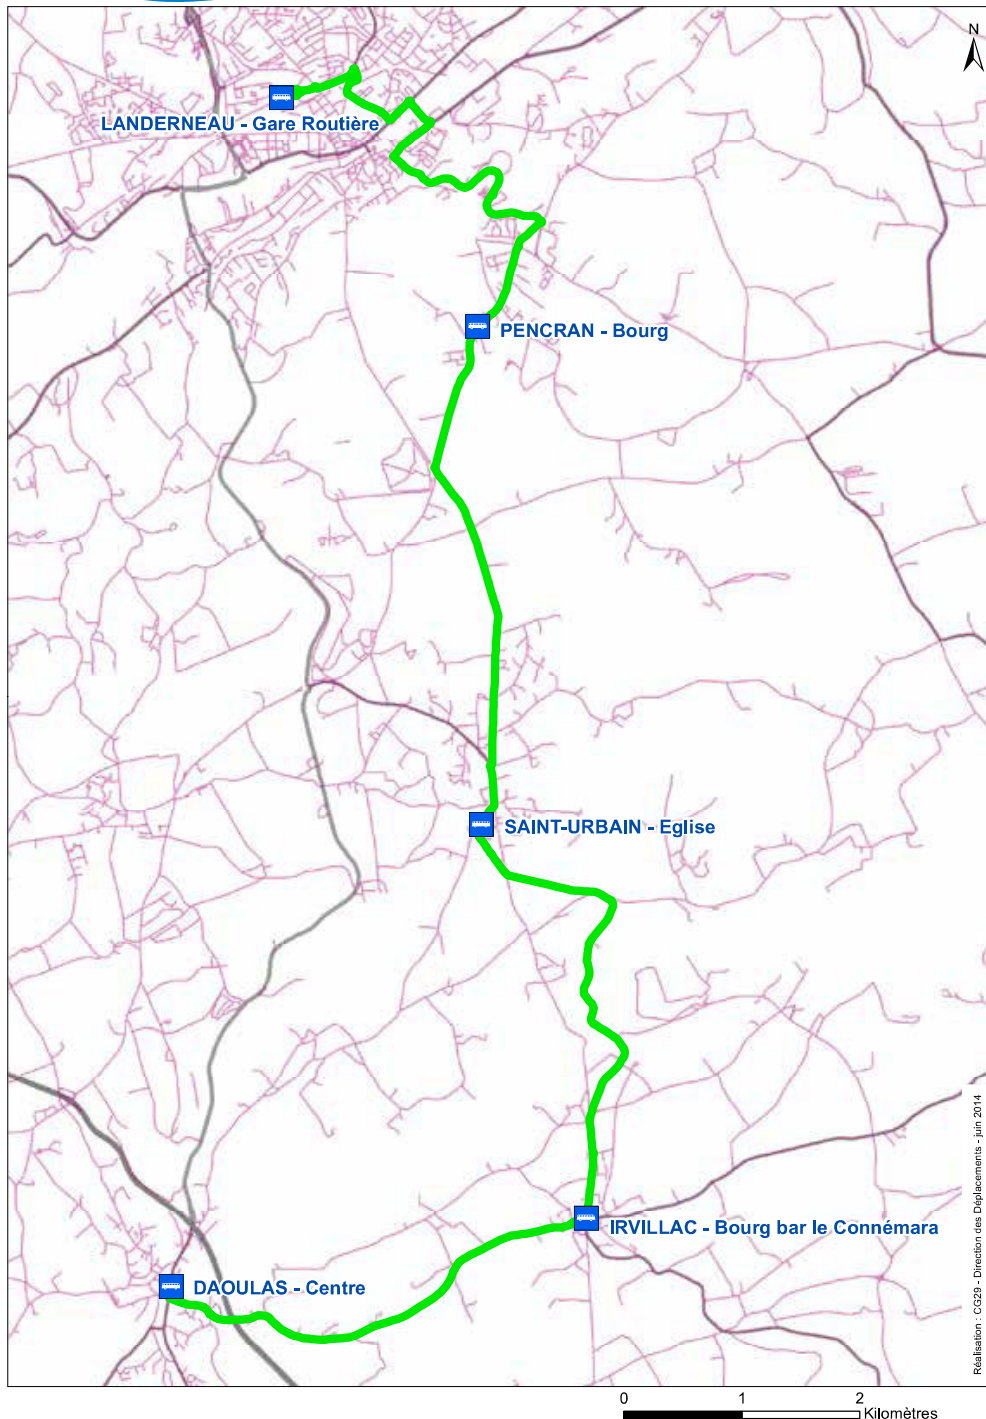 N
LANDERNEAU - Gare Routière
PENCRAN - Bourg
SAINT-URBAIN - Eglise
IRVILLAC - Bourg bar le Connémara
DAOULAS - Centre
Réalisation : CG29 - Direction des Déplacements - juin 2014
0 1 2
Kilomètres